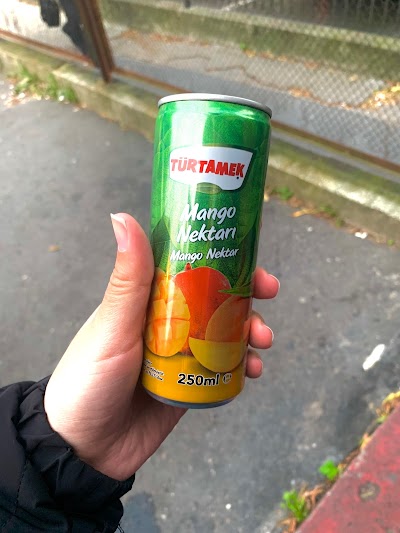 TÜRTAMEK
Mango
Nektarı
Mango Nektar
250ml e